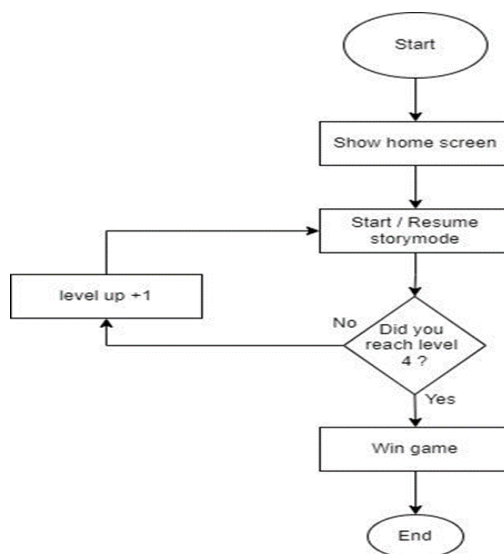 Start
Show home screen
Start / Resume
storymode
level up +1
No
Did you
reach level
4 ?
Yes
Win game
End